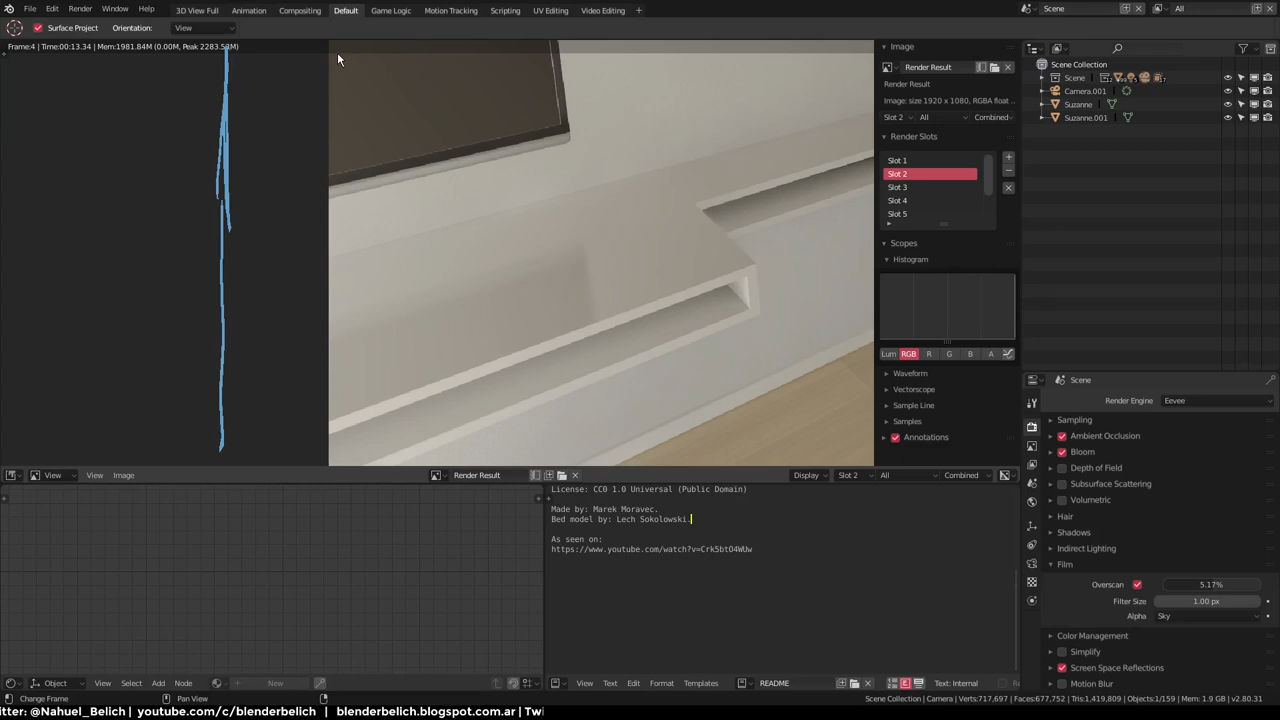 File Edit Render Window Help 3D View Full Animation Compositing Default Game Logic Motion Tracking Scripting UV Editing Video Editing + Scene All
Surface Project Orientation: View
Frame:4 | Time:00:13.34 | Mem:1981.84M (0.00M, Peak 2283.53M)
Image
Render Result
Render Result
Image: size 1920 x 1080, RGBA float ..
Slot 2 All Combined
Render Slots
Slot 1
Slot 2
Slot 3
Slot 4
Slot 5
Scopes
Histogram
Lum RGB R G B A
Waveform
Vectorscope
Sample Line
Samples
Annotations
Scene Collection
Scene
Camera.001
Suzanne
Suzanne.001
Scene
Render Engine Eevee
Sampling
Ambient Occlusion
Bloom
Depth of Field
Subsurface Scattering
Volumetric
Hair
Shadows
Indirect Lighting
Film
Overscan 5.17%
Filter Size 1.00 px
Alpha Sky
Color Management
Simplify
Screen Space Reflections
Motion Blur
View View Image Render Result Display Slot 2 All Combined
License: CC0 1.0 Universal (Public Domain)
Made by: Marek Moravec.
Bed model by: Lech Sokolowski.
As seen on:
https://www.youtube.com/watch?v=Crk5btO4WUw
Object View Select Add Node New View Text Edit Format Templates README Text: Internal
Change Frame Pan View Scene Collection | Camera | Verts:717,697 | Faces:677,752 | Tris:1,419,809 | Objects:1/159 | Mem: 1.9 GB | v2.80.31
itter: @Nahuel_Belich | youtube.com/c/blenderbelich | blenderbelich.blogspot.com.ar | Twi